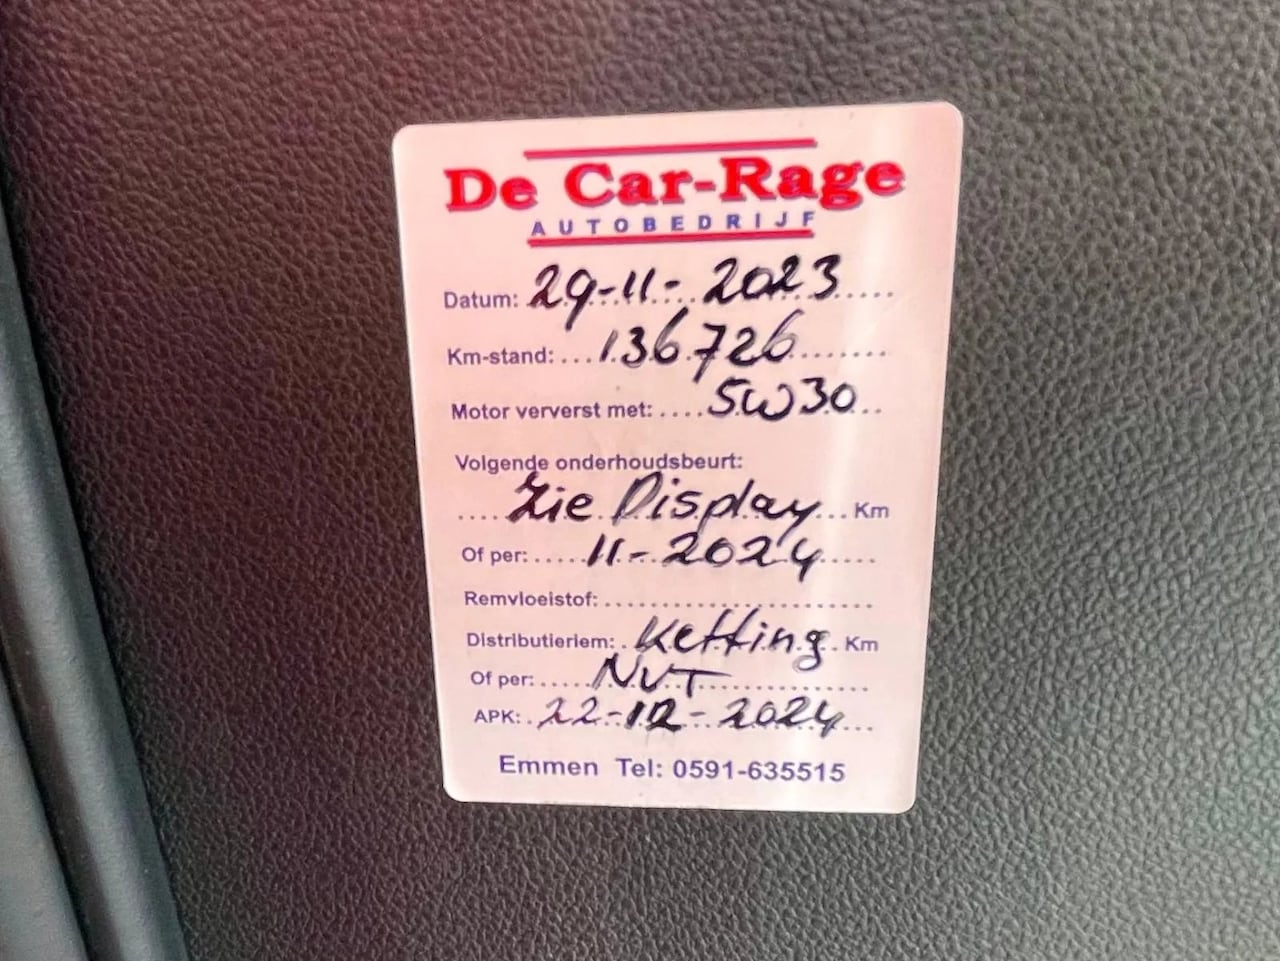 De Car-Rage
AUTOBEDRIJF
Datum: 29-11-2023
Km-stand: 136.726
Motor ververst met: 5W30
Volgende onderhoudsbeurt:
Zie Display Km
Of per: 11-2024
Remvloeistof:
Distributieriem: Ketting Km
Of per: NVT
APK: 22-12-2024
Emmen Tel: 0591-635515